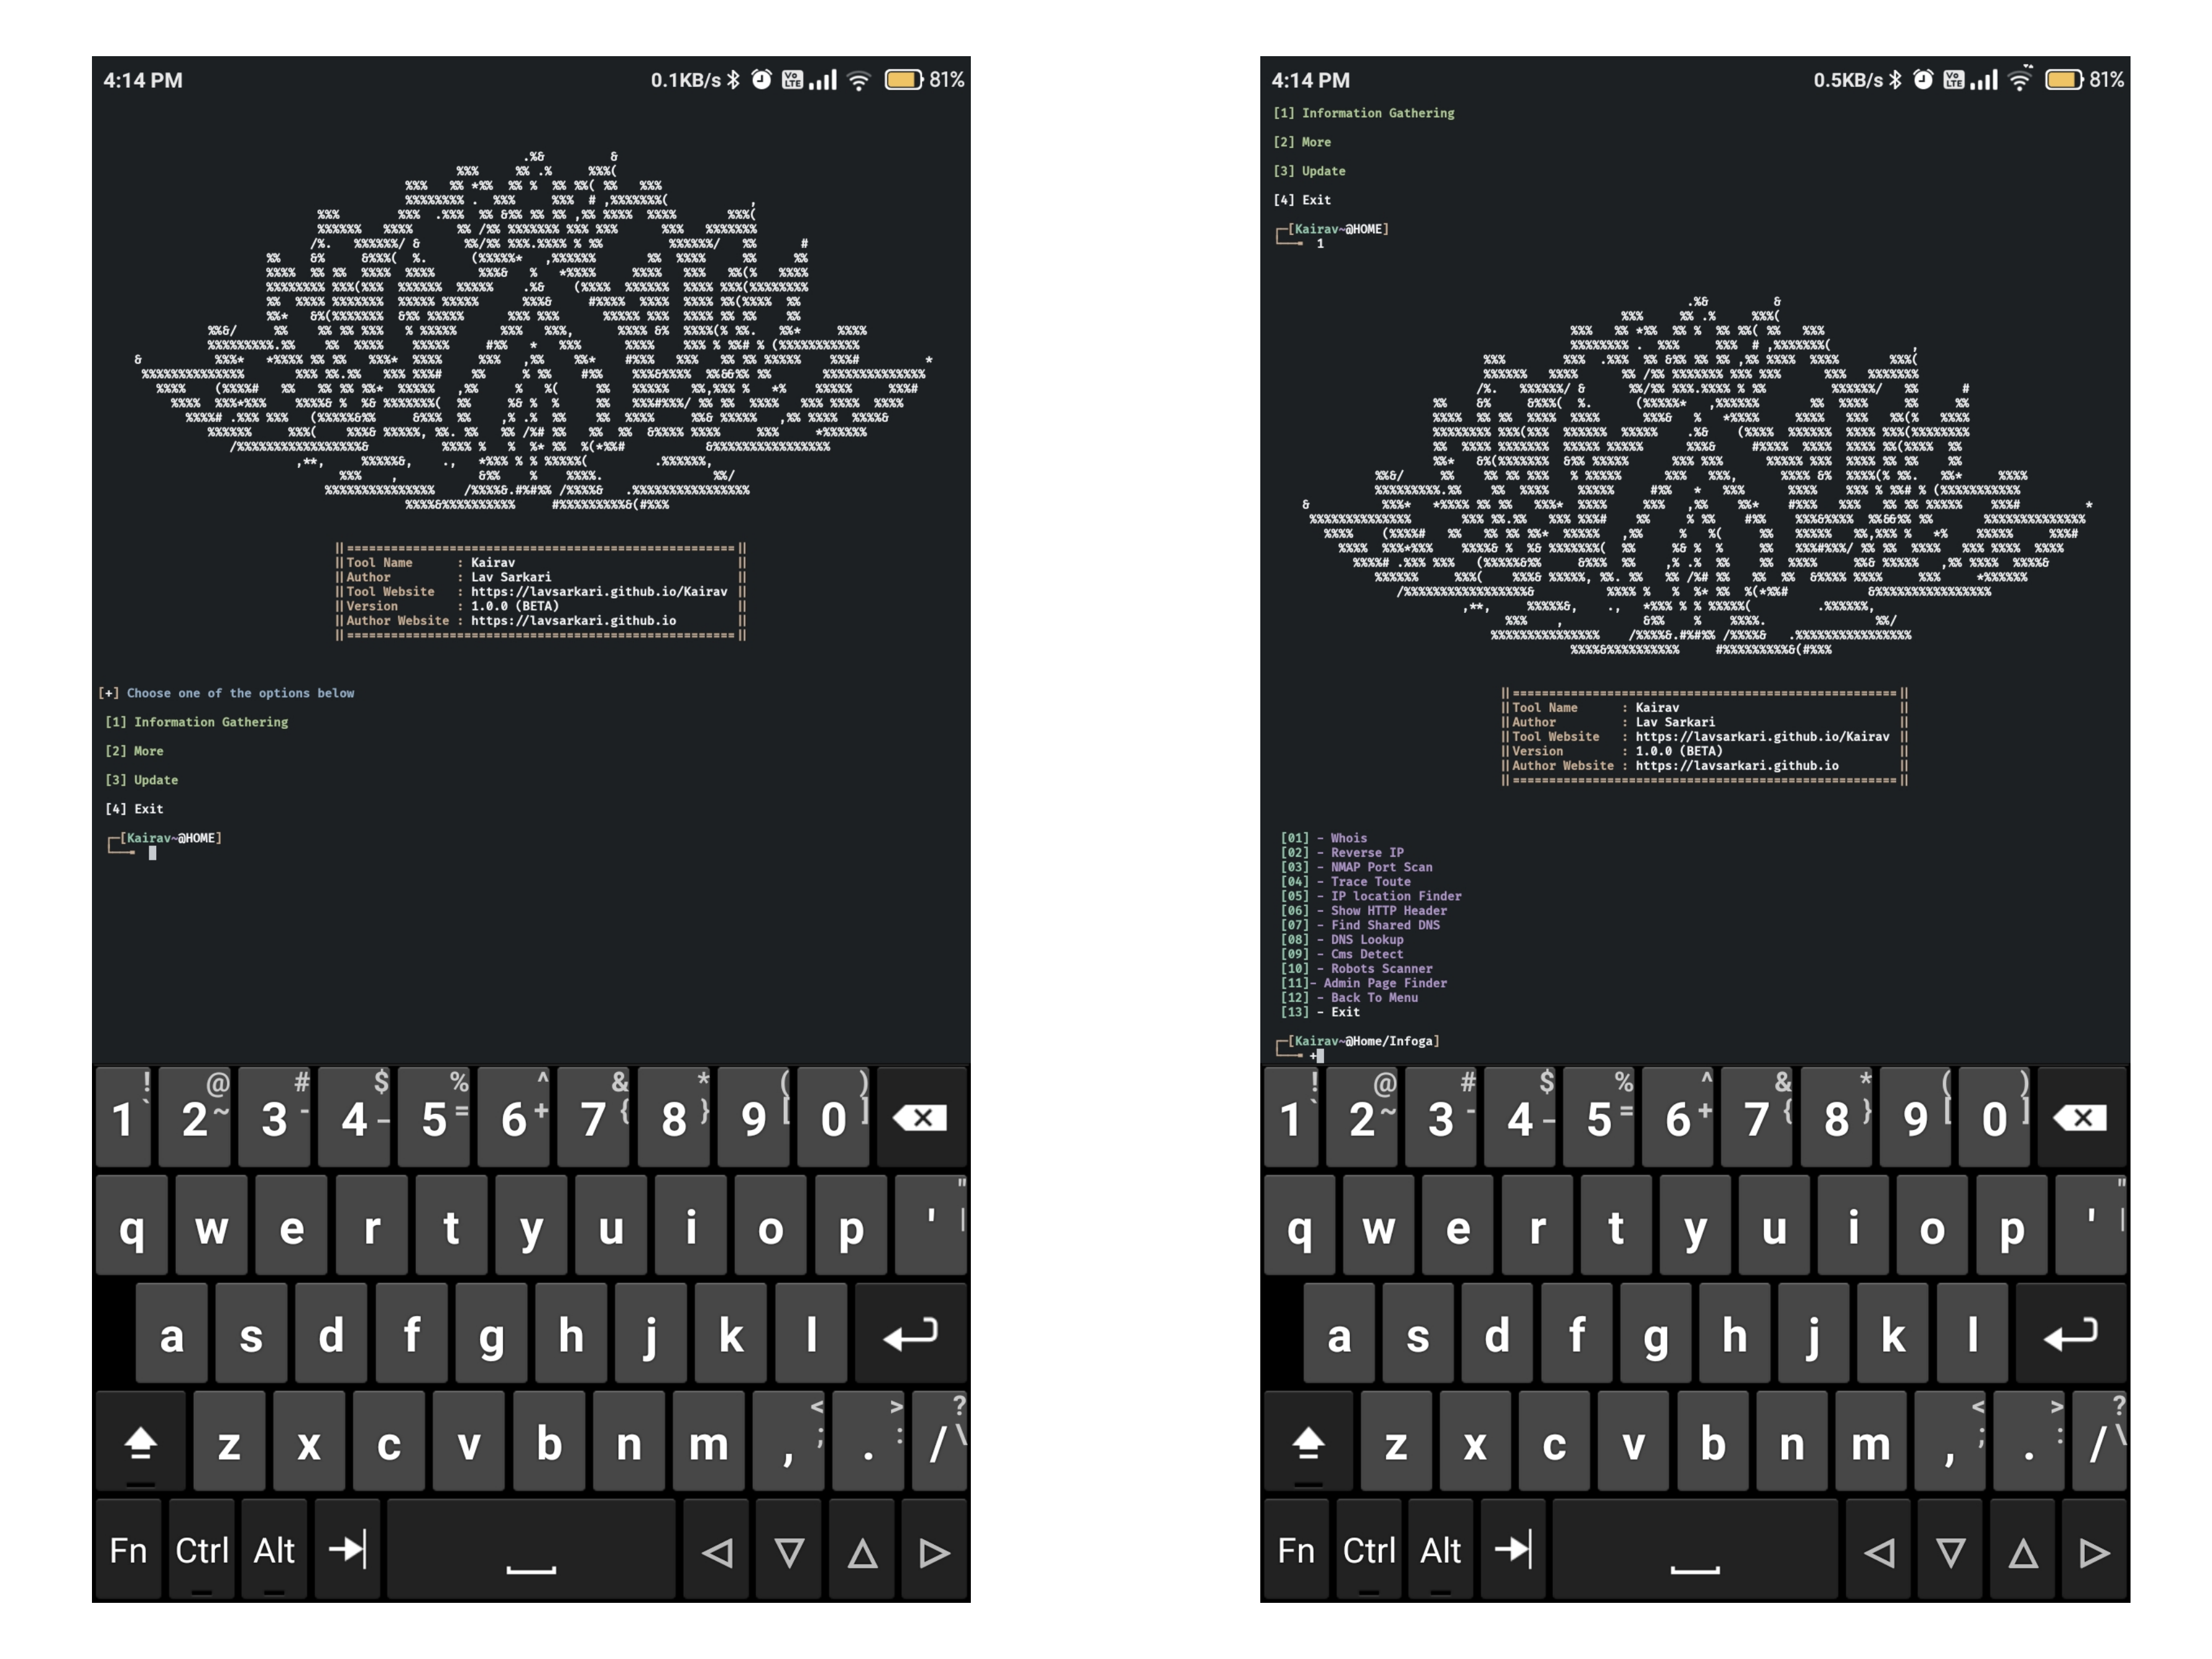 4:14 PM
0.1KB/s 81%
||=====================================================||
||Tool Name      : Kairav                               ||
||Author         : Lav Sarkari                          ||
||Tool Website   : https://lavsarkari.github.io/Kairav ||
||Version        : 1.0.0 (BETA)                         ||
||Author Website : https://lavsarkari.github.io         ||
||=====================================================||
[+] Choose one of the options below
[1] Information Gathering
[2] More
[3] Update
[4] Exit
[Kairav~@HOME]
! @ # $ % ^ & * ( )
1 ` 2 ~ 3 - 4 _ 5 = 6 + 7 { 8 } 9 [ 0 ]
q w e r t y u i o p ' " |
a s d f g h j k l
z x c v b n m , < ; . > : / ? \
Fn Ctrl Alt
4:14 PM
0.5KB/s 81%
[1] Information Gathering
[2] More
[3] Update
[4] Exit
[Kairav~@HOME]
1
||=====================================================||
||Tool Name      : Kairav                               ||
||Author         : Lav Sarkari                          ||
||Tool Website   : https://lavsarkari.github.io/Kairav ||
||Version        : 1.0.0 (BETA)                         ||
||Author Website : https://lavsarkari.github.io         ||
||=====================================================||
[01] - Whois
[02] - Reverse IP
[03] - NMAP Port Scan
[04] - Trace Toute
[05] - IP location Finder
[06] - Show HTTP Header
[07] - Find Shared DNS
[08] - DNS Lookup
[09] - Cms Detect
[10] - Robots Scanner
[11]- Admin Page Finder
[12] - Back To Menu
[13] - Exit
[Kairav~@Home/Infoga]
+
! @ # $ % ^ & * ( )
1 ` 2 ~ 3 - 4 _ 5 = 6 + 7 { 8 } 9 [ 0 ]
q w e r t y u i o p ' " |
a s d f g h j k l
z x c v b n m , < ; . > : / ? \
Fn Ctrl Alt